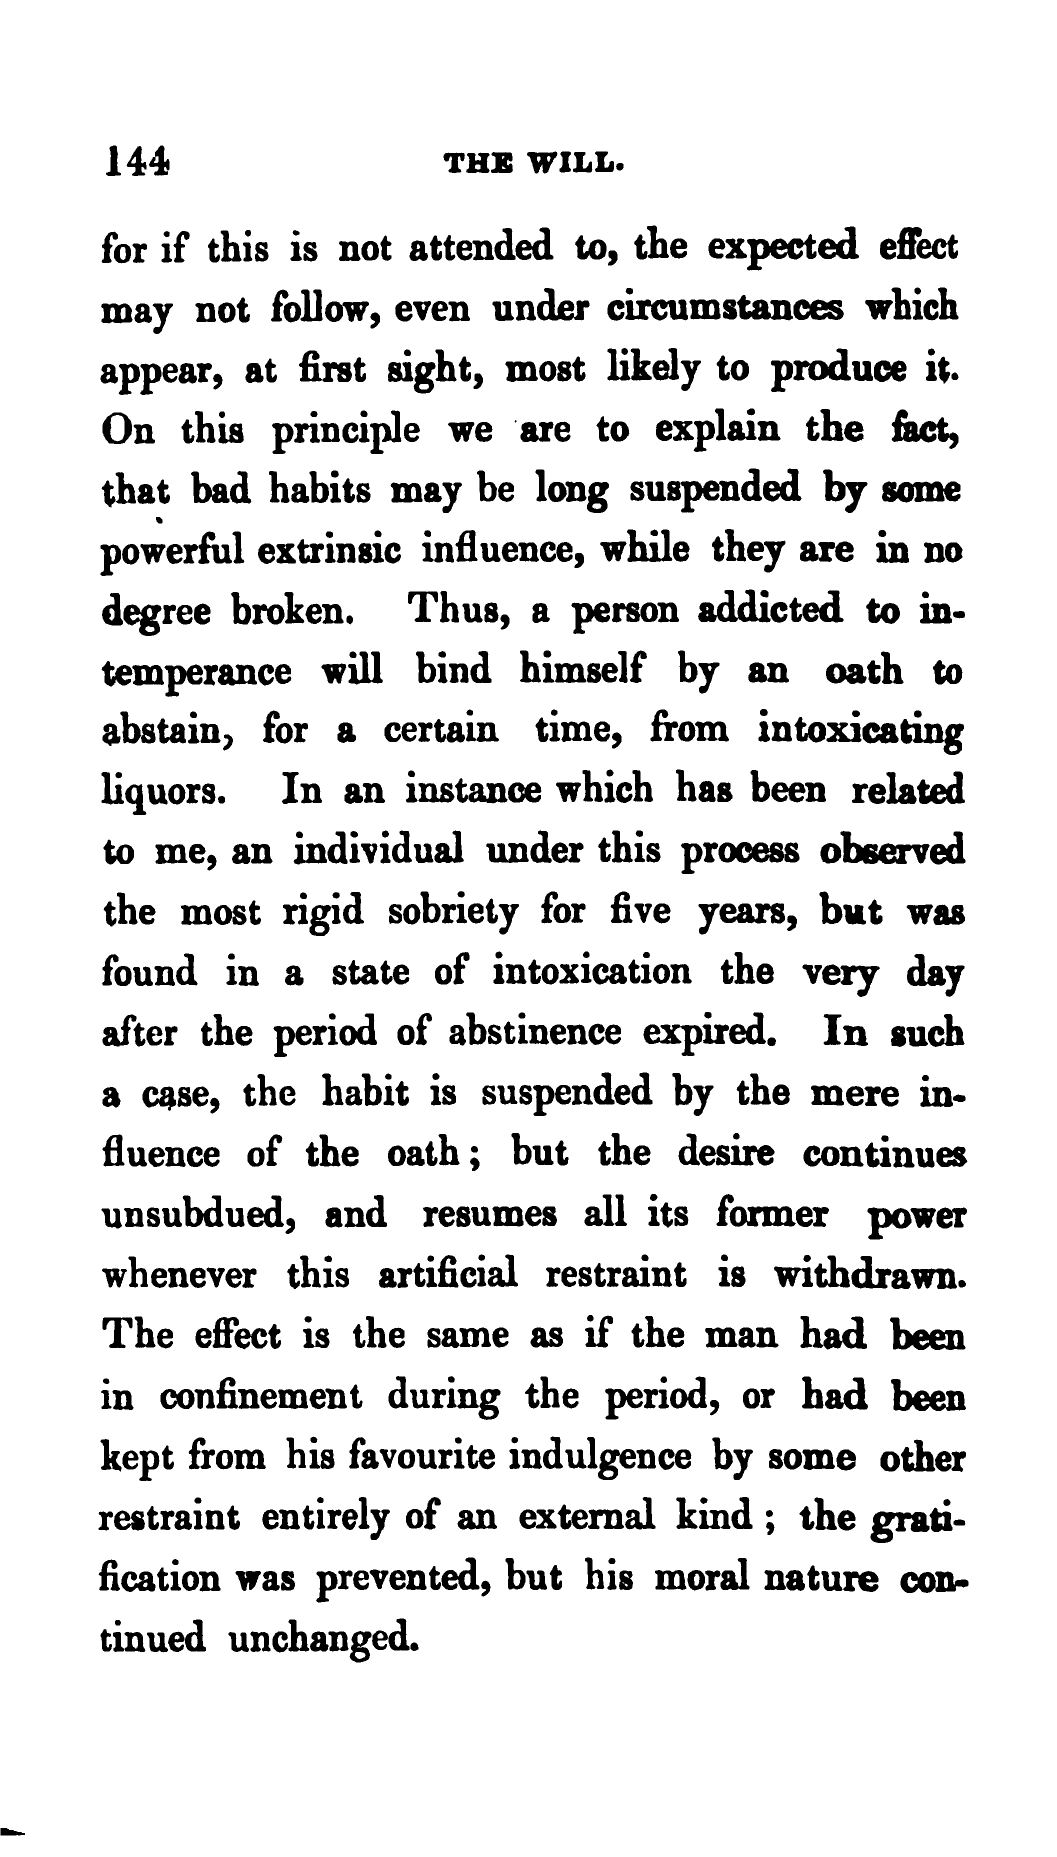 144 THE WILL.
for if this is not attended to, the expected effect
may not follow, even under circumstances which
appear, at first sight, most likely to produce it.
On this principle we are to explain the fact,
that bad habits may be long suspended by some
powerful extrinsic influence, while they are in no
degree broken. Thus, a person addicted to in-
temperance will bind himself by an oath to
abstain, for a certain time, from intoxicating
liquors. In an instance which has been related
to me, an individual under this process observed
the most rigid sobriety for five years, but was
found in a state of intoxication the very day
after the period of abstinence expired. In such
a case, the habit is suspended by the mere in-
fluence of the oath; but the desire continues
unsubdued, and resumes all its former power
whenever this artificial restraint is withdrawn.
The effect is the same as if the man had been
in confinement during the period, or had been
kept from his favourite indulgence by some other
restraint entirely of an external kind; the grati-
fication was prevented, but his moral nature con-
tinued unchanged.